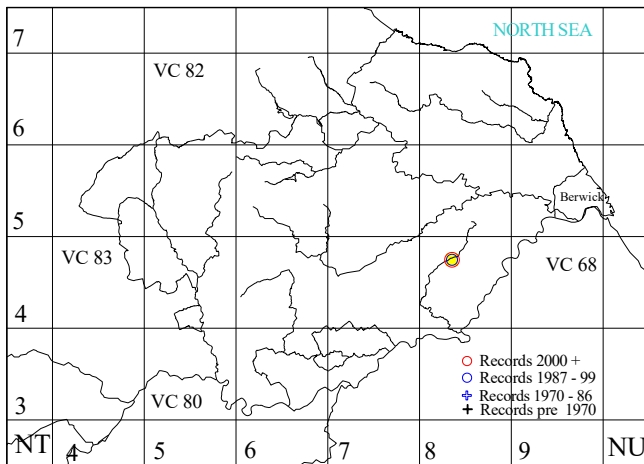 7
NORTH SEA
VC 82
6
Berwick
5
VC 83
VC 68
4
Records 2000 +
Records 1987 - 99
Records 1970 - 86
Records pre 1970
VC 80
3
NT 4 5 6 7 8 9 NU